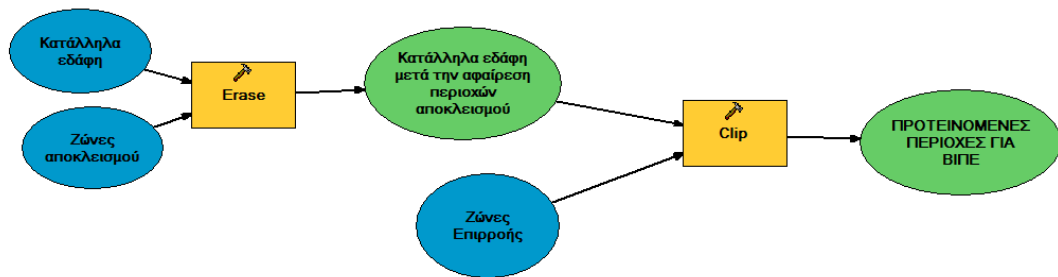 Κατάλληλα
εδάφη
Ζώνες
αποκλεισμού
Erase
Κατάλληλα εδάφη
μετά την αφαίρεση
περιοχών
αποκλεισμού
Ζώνες
Επιρροής
Clip
ΠΡΟΤΕΙΝΟΜΕΝΕΣ
ΠΕΡΙΟΧΕΣ ΓΙΑ
ΒΙΠΕ